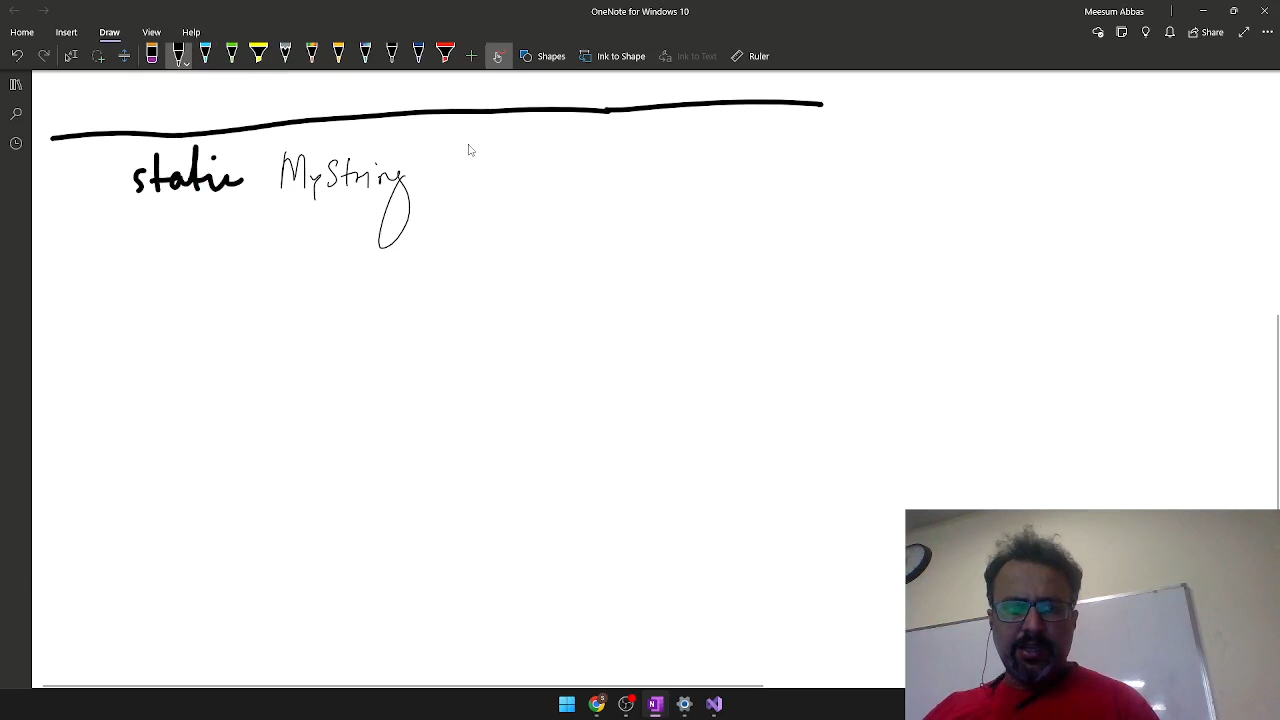 OneNote for Windows 10
Meesum Abbas
Home Insert Draw View Help
Share
Shapes Ink to Shape Ink to Text Ruler
static MyString